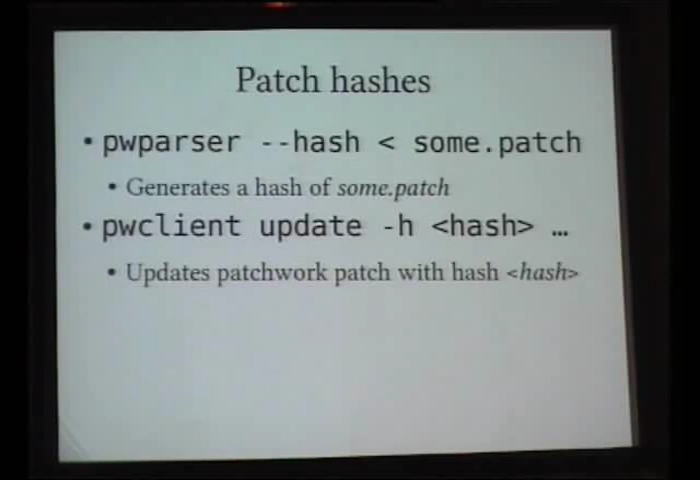 Patch hashes
• pwparser --hash < some.patch
• Generates a hash of some.patch
• pwclient update -h <hash> …
• Updates patchwork patch with hash <hash>